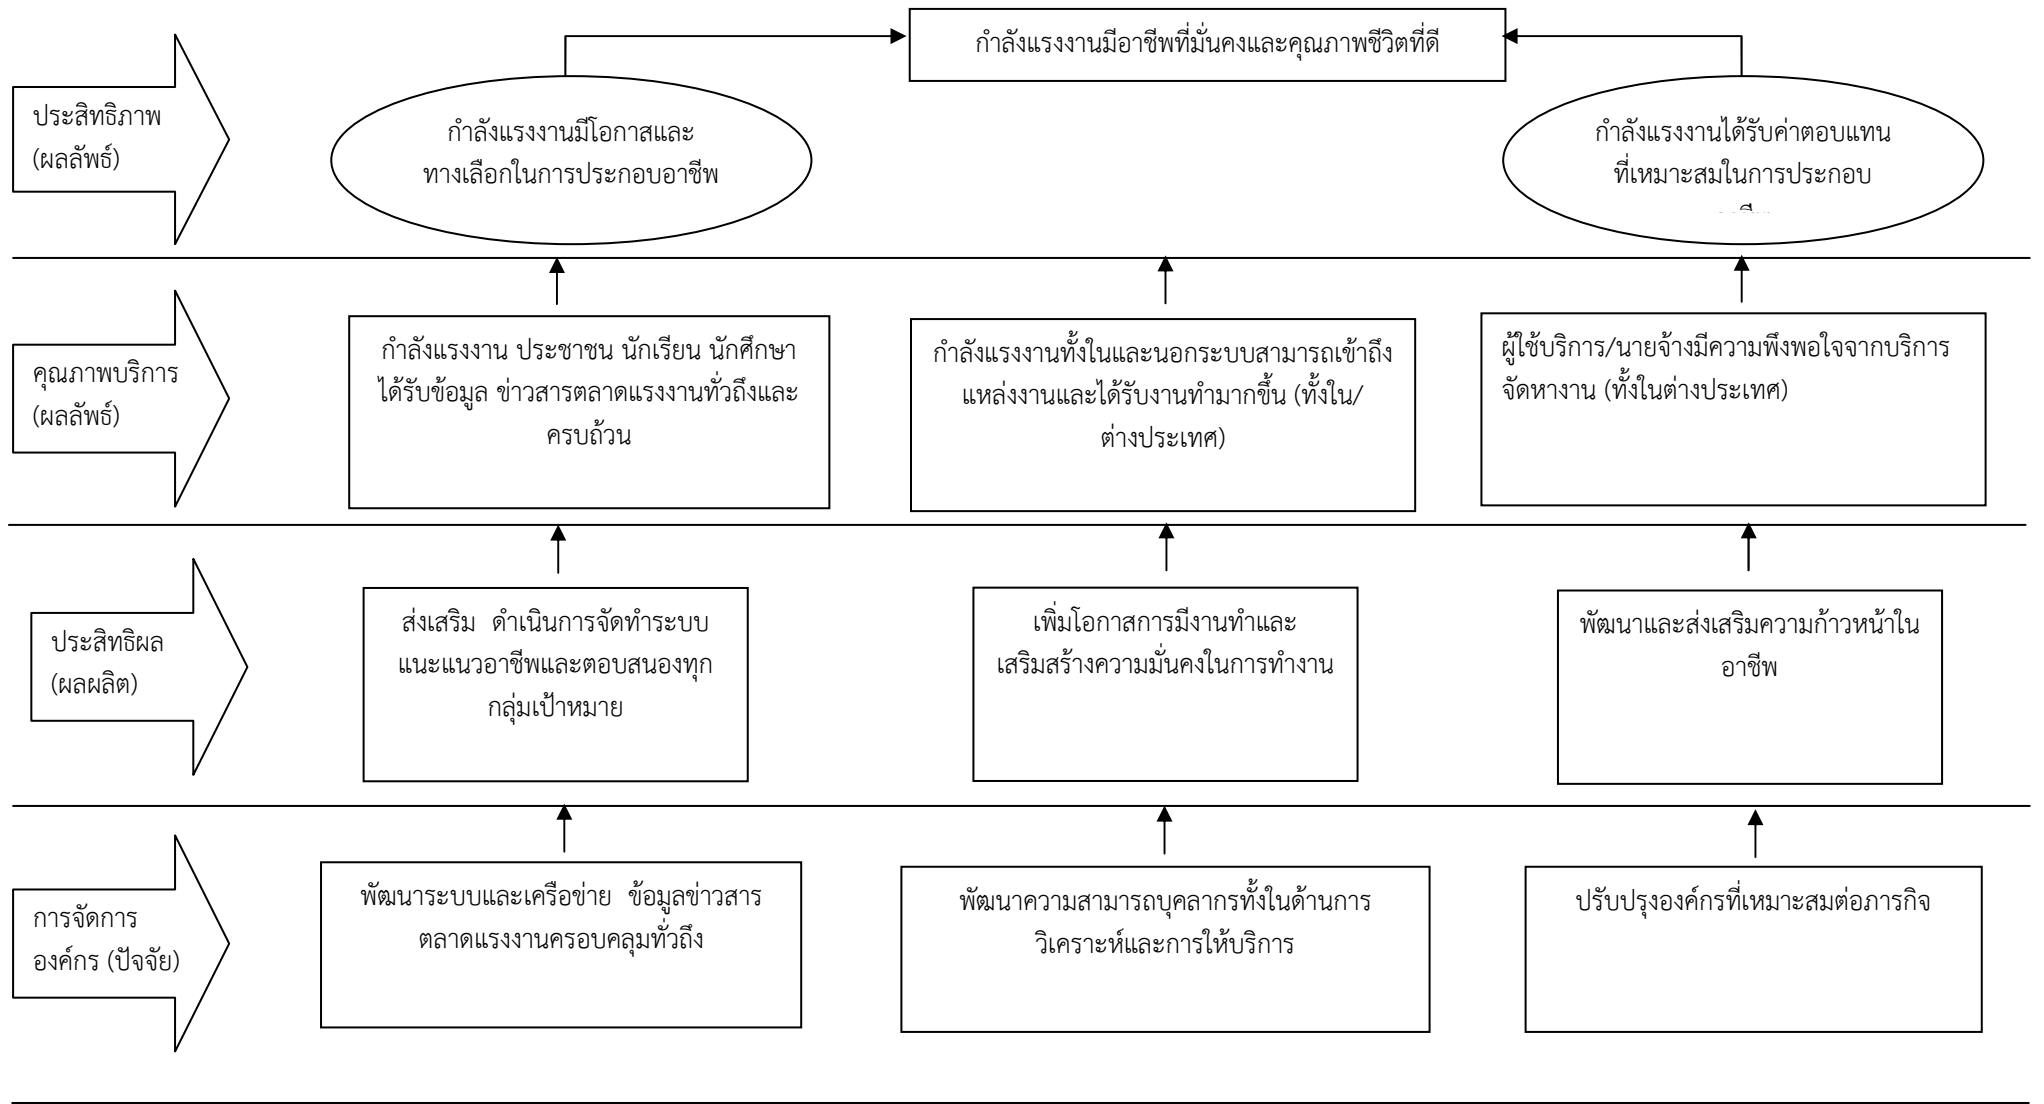 กำลังแรงงานมีอาชีพที่มั่นคงและคุณภาพชีวิตที่ดี
ประสิทธิภาพ
(ผลลัพธ์)
กำลังแรงงานมีโอกาสและ
ทางเลือกในการประกอบอาชีพ
กำลังแรงงานได้รับค่าตอบแทน
ที่เหมาะสมในการประกอบ
คุณภาพบริการ
(ผลลัพธ์)
กำลังแรงงาน ประชาชน นักเรียน นักศึกษา
ได้รับข้อมูล ข่าวสารตลาดแรงงานทั่วถึงและ
ครบถ้วน
กำลังแรงงานทั้งในและนอกระบบสามารถเข้าถึง
แหล่งงานและได้รับงานทำมากขึ้น (ทั้งใน/
ต่างประเทศ)
ผู้ใช้บริการ/นายจ้างมีความพึงพอใจจากบริการ
จัดหางาน (ทั้งในต่างประเทศ)
ประสิทธิผล
(ผลผลิต)
ส่งเสริม ดำเนินการจัดทำระบบ
แนะแนวอาชีพและตอบสนองทุก
กลุ่มเป้าหมาย
เพิ่มโอกาสการมีงานทำและ
เสริมสร้างความมั่นคงในการทำงาน
พัฒนาและส่งเสริมความก้าวหน้าใน
อาชีพ
การจัดการ
องค์กร (ปัจจัย)
พัฒนาระบบและเครือข่าย ข้อมูลข่าวสาร
ตลาดแรงงานครอบคลุมทั่วถึง
พัฒนาความสามารถบุคลากรทั้งในด้านการ
วิเคราะห์และการให้บริการ
ปรับปรุงองค์กรที่เหมาะสมต่อภารกิจ